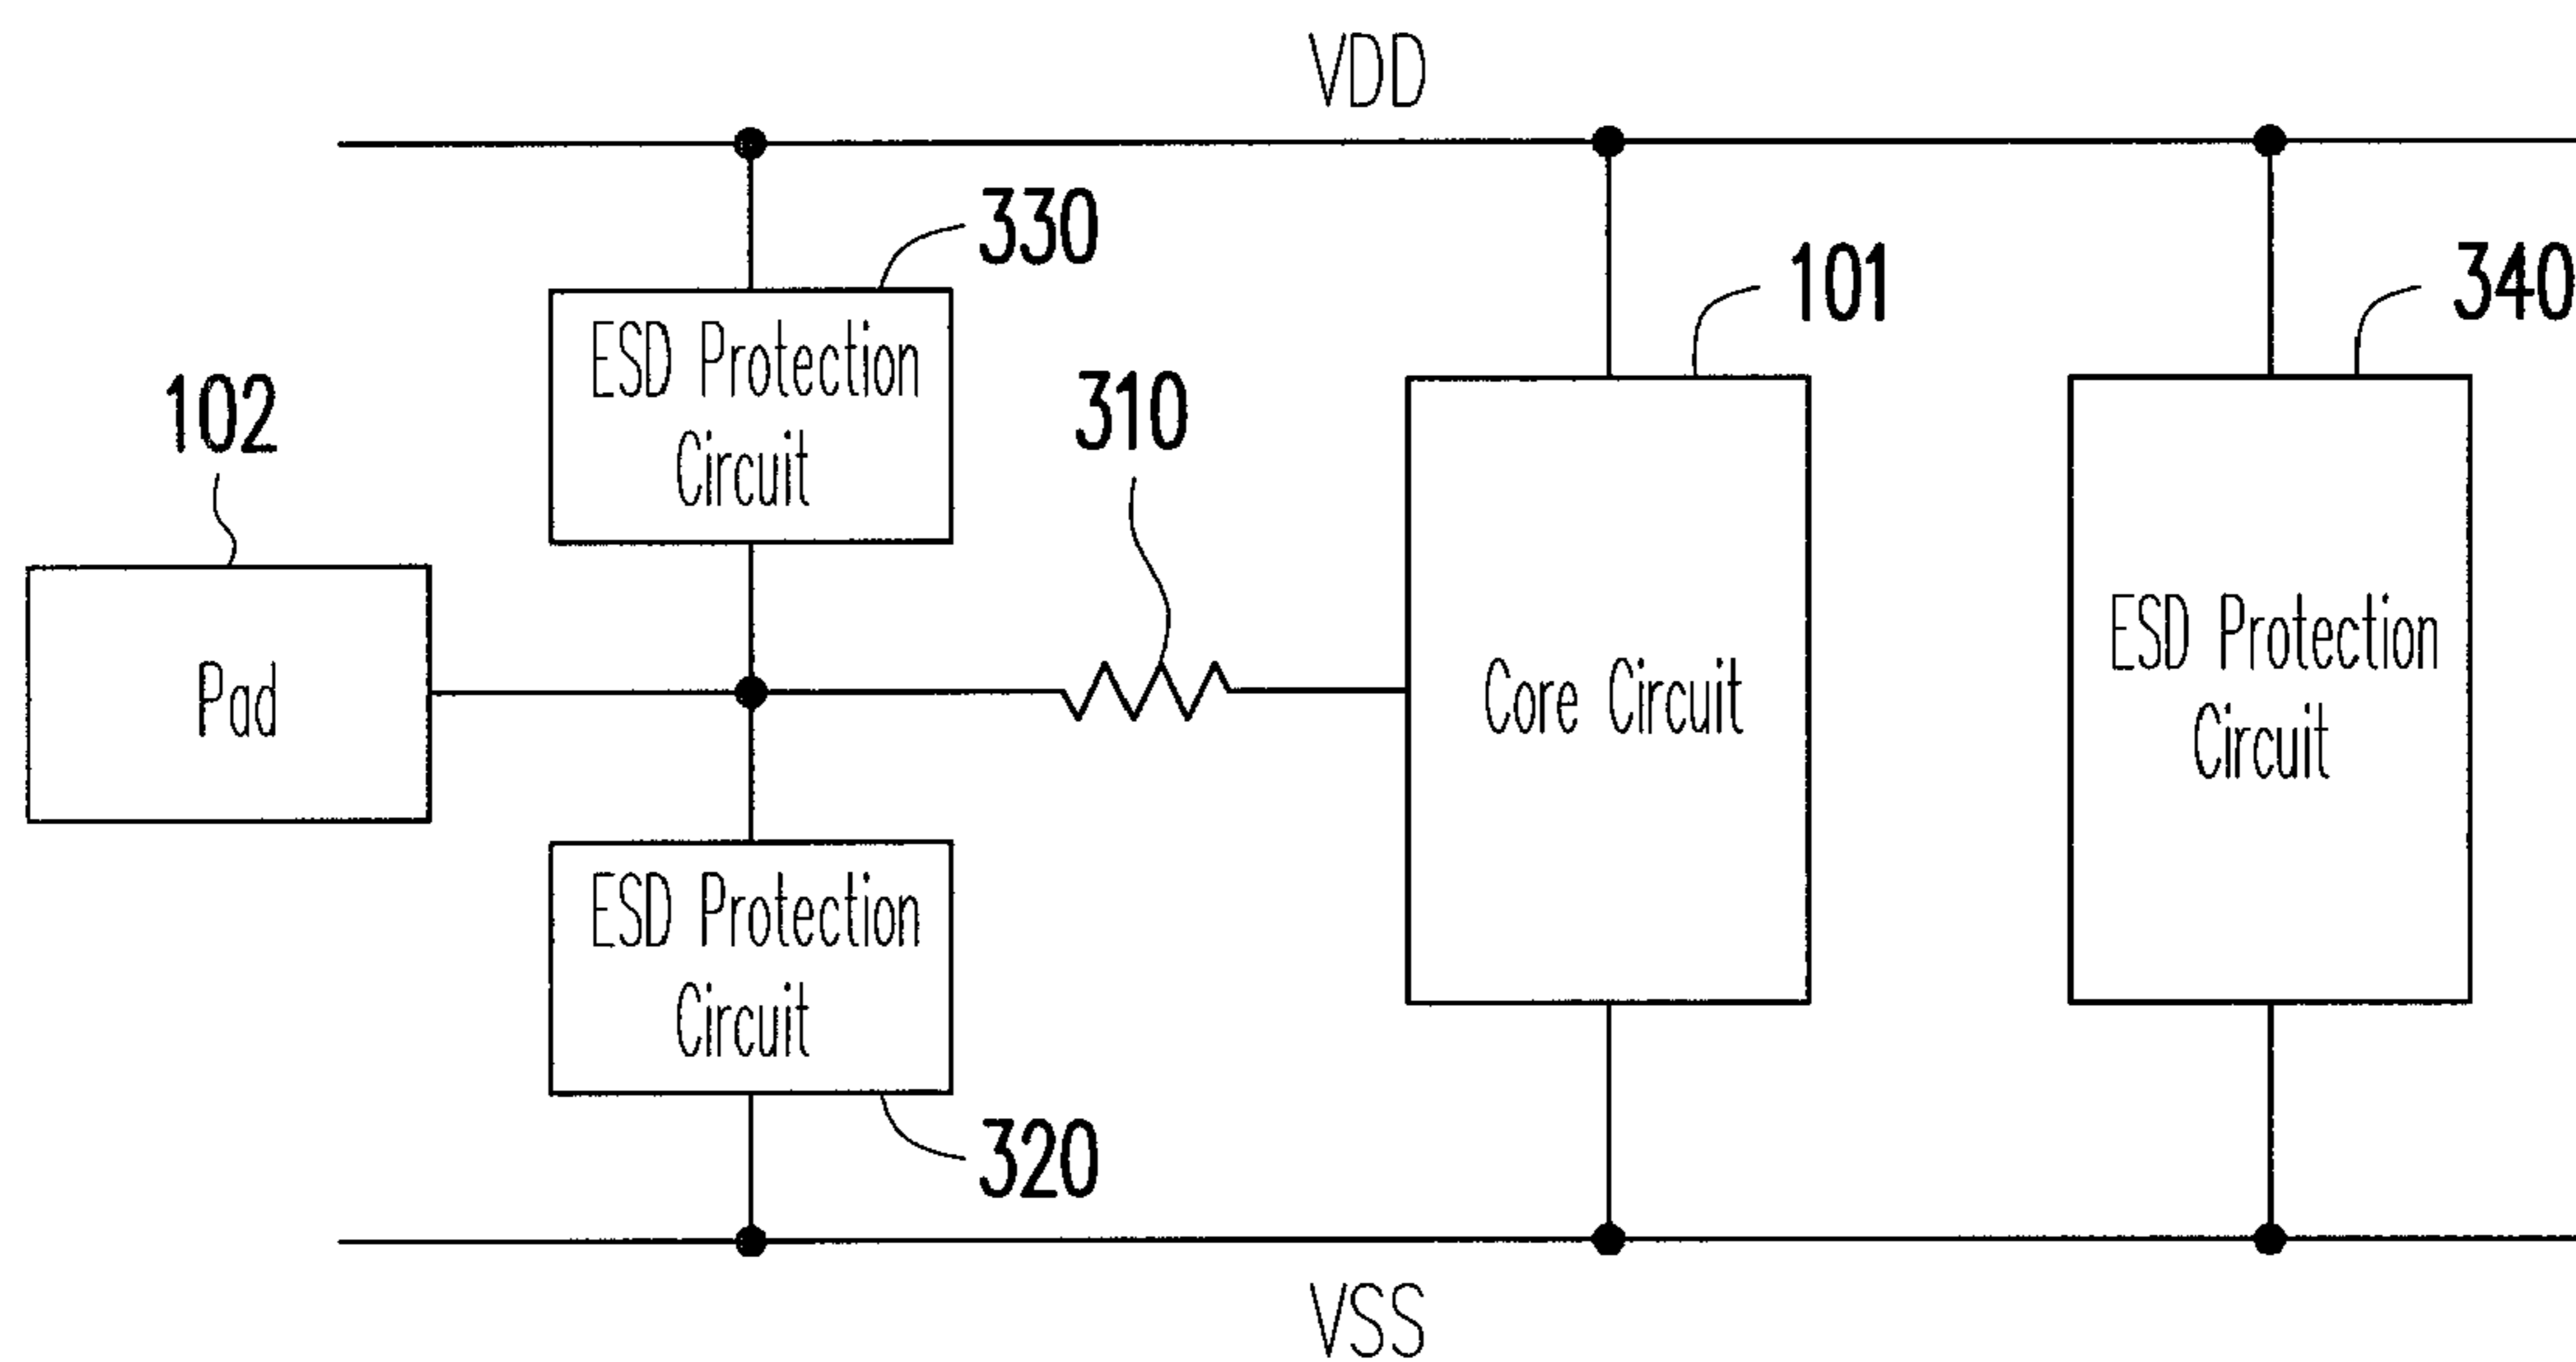 VDD
330
ESD Protection
Circuit
101
340
102
310
Pad
Core Circuit
ESD Protection
Circuit
ESD Protection
Circuit
320
VSS